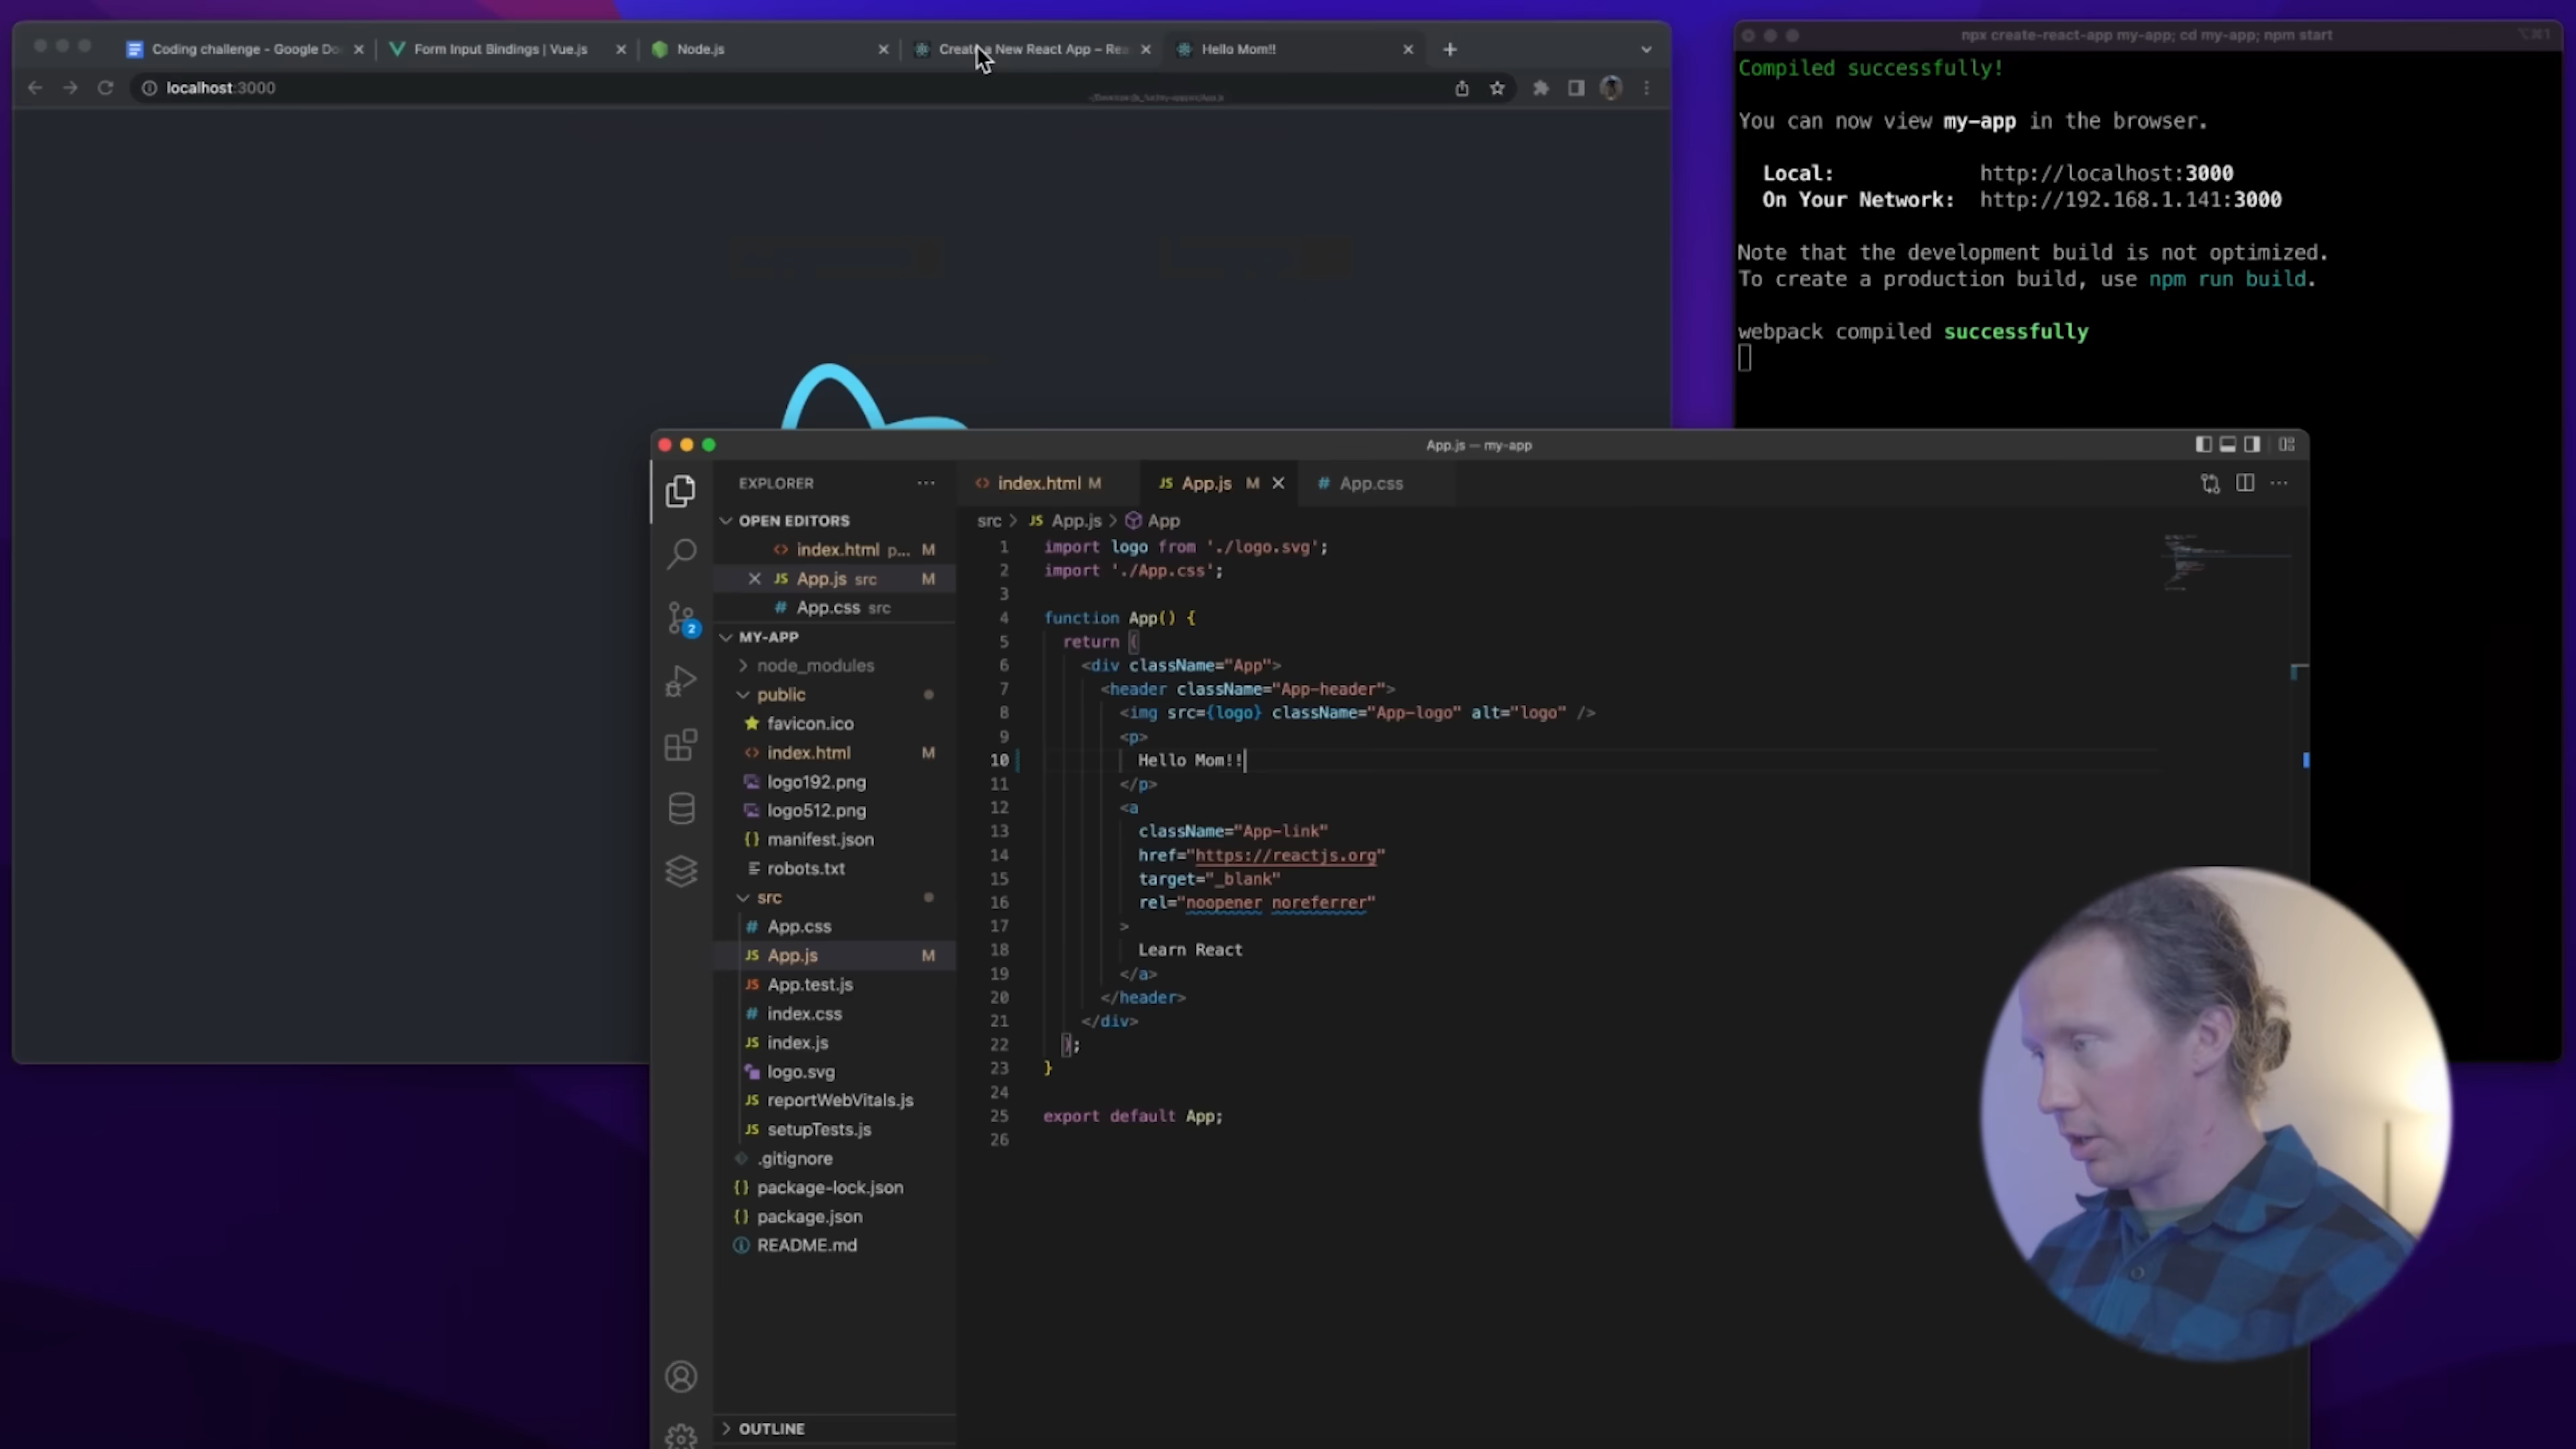 Coding challenge - Google Do
Form Input Bindings | Vue.js
Node.js
Create a New React App – Rea
Hello Mom!!
localhost:3000
npx create-react-app my-app; cd my-app; npm start
⌥⌘1
Compiled successfully!
You can now view my-app in the browser.
Local: http://localhost:3000
On Your Network: http://192.168.1.141:3000
Note that the development build is not optimized.
To create a production build, use npm run build.
webpack compiled successfully
App.js — my-app
EXPLORER
index.html M
JS App.js M
# App.css
OPEN EDITORS
index.html p... M
JS App.js src M
# App.css src
2
MY-APP
node_modules
public
favicon.ico
index.html M
logo192.png
logo512.png
{} manifest.json
robots.txt
src
# App.css
JS App.js M
JS App.test.js
# index.css
JS index.js
logo.svg
JS reportWebVitals.js
JS setupTests.js
.gitignore
{} package-lock.json
{} package.json
README.md
OUTLINE
src > JS App.js > App
1 import logo from './logo.svg';
2 import './App.css';
3
4 function App() {
5 return (
6 <div className="App">
7 <header className="App-header">
8 <img src={logo} className="App-logo" alt="logo" />
9 <p>
10 Hello Mom!!
11 </p>
12 <a
13 className="App-link"
14 href="https://reactjs.org"
15 target="_blank"
16 rel="noopener noreferrer"
17 >
18 Learn React
19 </a>
20 </header>
21 </div>
22 );
23 }
24
25 export default App;
26